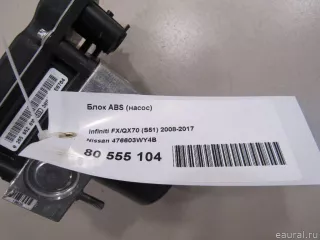 Блок ABS (насос)
Infiniti FX/QX70 (S51) 2008-2017
Nissan 476603WY4B
80 555 104
eaural.ru